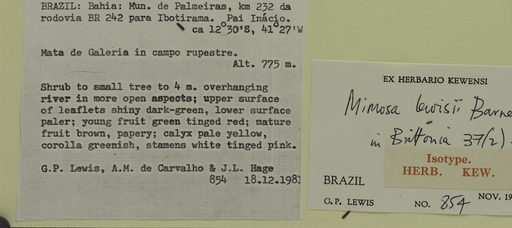 BRAZIL: Bahia: Mun. de Palmeiras, km 232 da
rodovia BR 242 para Ibotirama. Pai Inácio.
ca 12°30'S, 41°27'W
Mata de Galeria in campo rupestre.
Alt. 775 m.
Shrub to small tree to 4 m. overhanging
river in more open aspects; upper surface
of leaflets shiny dark-green, lower surface
paler; young fruit green tinged red; mature
fruit brown, papery; calyx pale yellow,
corolla greenish, stamens white tinged pink.
G.P. Lewis, A.M. de Carvalho & J.L. Hage
854 18.12.1981
EX HERBARIO KEWENSI
Mimosa lewisii Barne
in Brittonia 37(2)
Isotype.
HERB. KEW.
BRAZIL
G.P. LEWIS NO. 854 NOV. 19